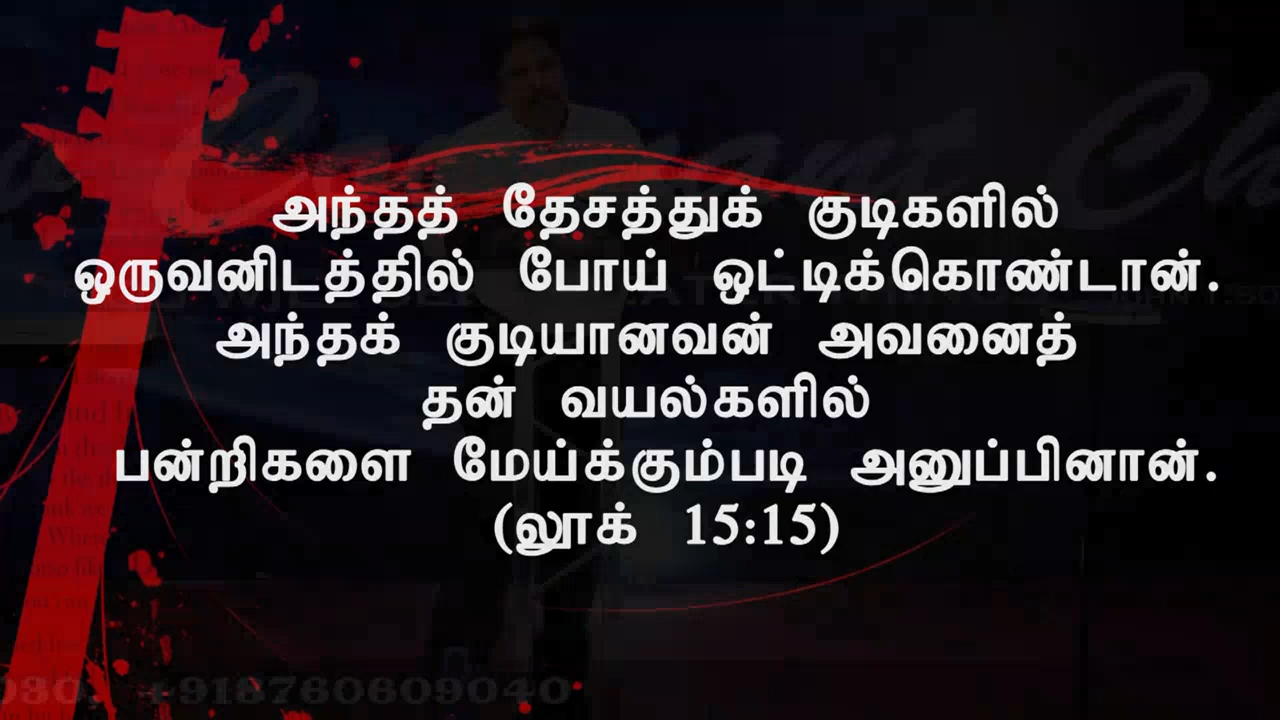 அந்தத் தேசத்துக் குடிகளில்
ஒருவனிடத்தில் போய் ஒட்டிக்கொண்டான்.
அந்தக் குடியானவன் அவனைத்
தன் வயல்களில்
பன்றிகளை மேய்க்கும்படி அனுப்பினான்.
(லூக் 15:15)
+918760609040